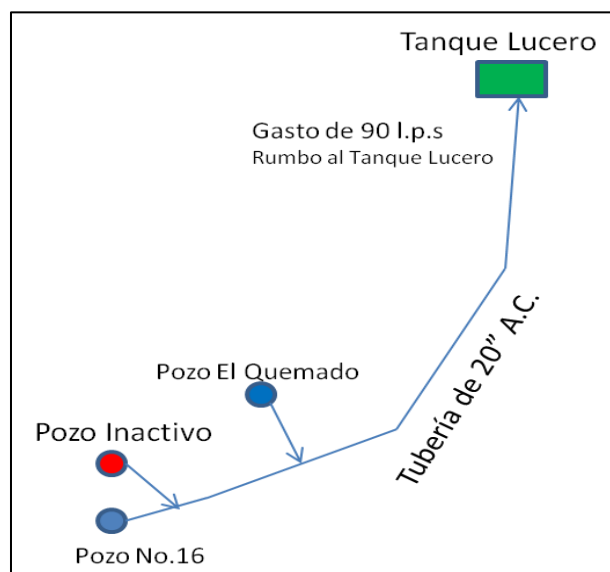 Tanque Lucero
Gasto de 90 l.p.s
Rumbo al Tanque Lucero
Tubería de 20” A.C.
Pozo El Quemado
Pozo Inactivo
Pozo No.16